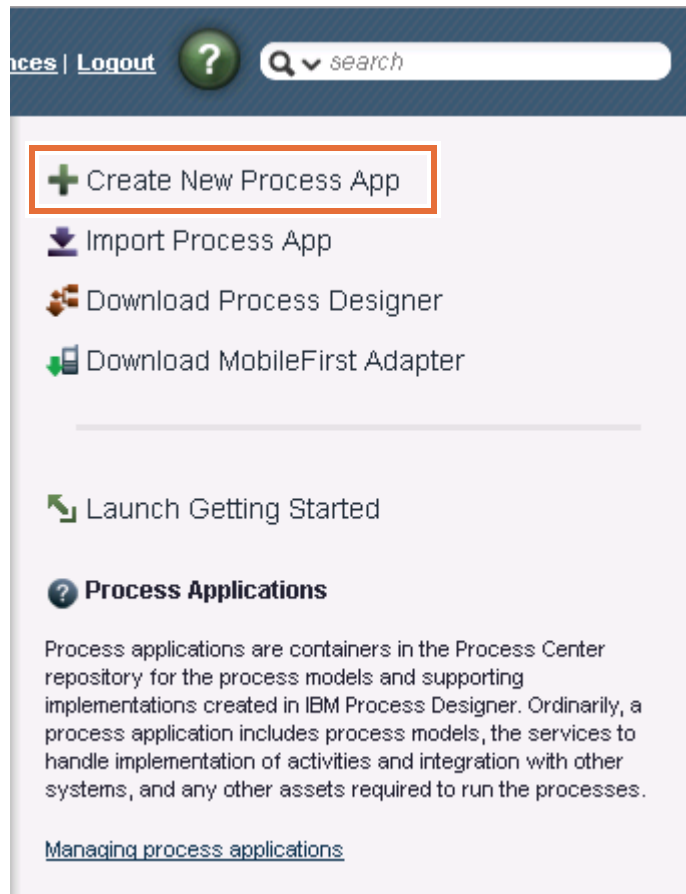 Logout
?
search
Create New Process App
Import Process App
Download Process Designer
Download MobileFirst Adapter
Launch Getting Started
? Process Applications
Process applications are containers in the Process Center
repository for the process models and supporting
implementations created in IBM Process Designer. Ordinarily, a
process application includes process models, the services to
handle implementation of activities and integration with other
systems, and any other assets required to run the processes.
Managing process applications